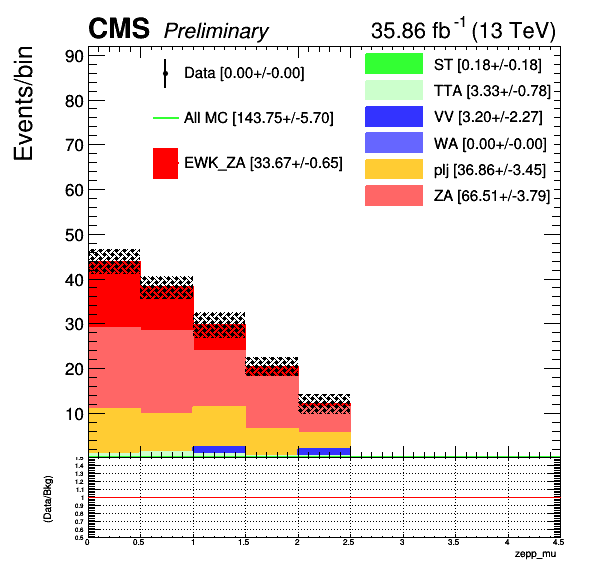 CMS Preliminary 35.86 fb⁻¹ (13 TeV)
Events/bin
90
80
70
60
50
40
30
20
10
Data [0.00+/-0.00]
All MC [143.75+/-5.70]
EWK_ZA [33.67+/-0.65]
ST [0.18+/-0.18]
TTA [3.33+/-0.78]
VV [3.20+/-2.27]
WA [0.00+/-0.00]
plj [36.86+/-3.45]
ZA [66.51+/-3.79]
(Data/Bkg)
1.5
1.4
1.3
1.2
1.1
1
0.9
0.8
0.7
0.6
0.5
0 0.5 1 1.5 2 2.5 3 3.5 4 4.5
zepp_mu